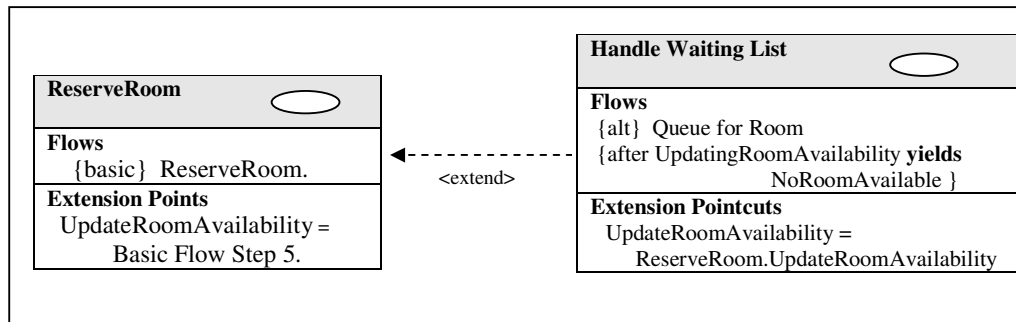 ReserveRoom
Flows
{basic} ReserveRoom.
Extension Points
UpdateRoomAvailability =
Basic Flow Step 5.
<extend>
Handle Waiting List
Flows
{alt} Queue for Room
{after UpdatingRoomAvailability yields
NoRoomAvailable }
Extension Pointcuts
UpdateRoomAvailability =
ReserveRoom.UpdateRoomAvailability